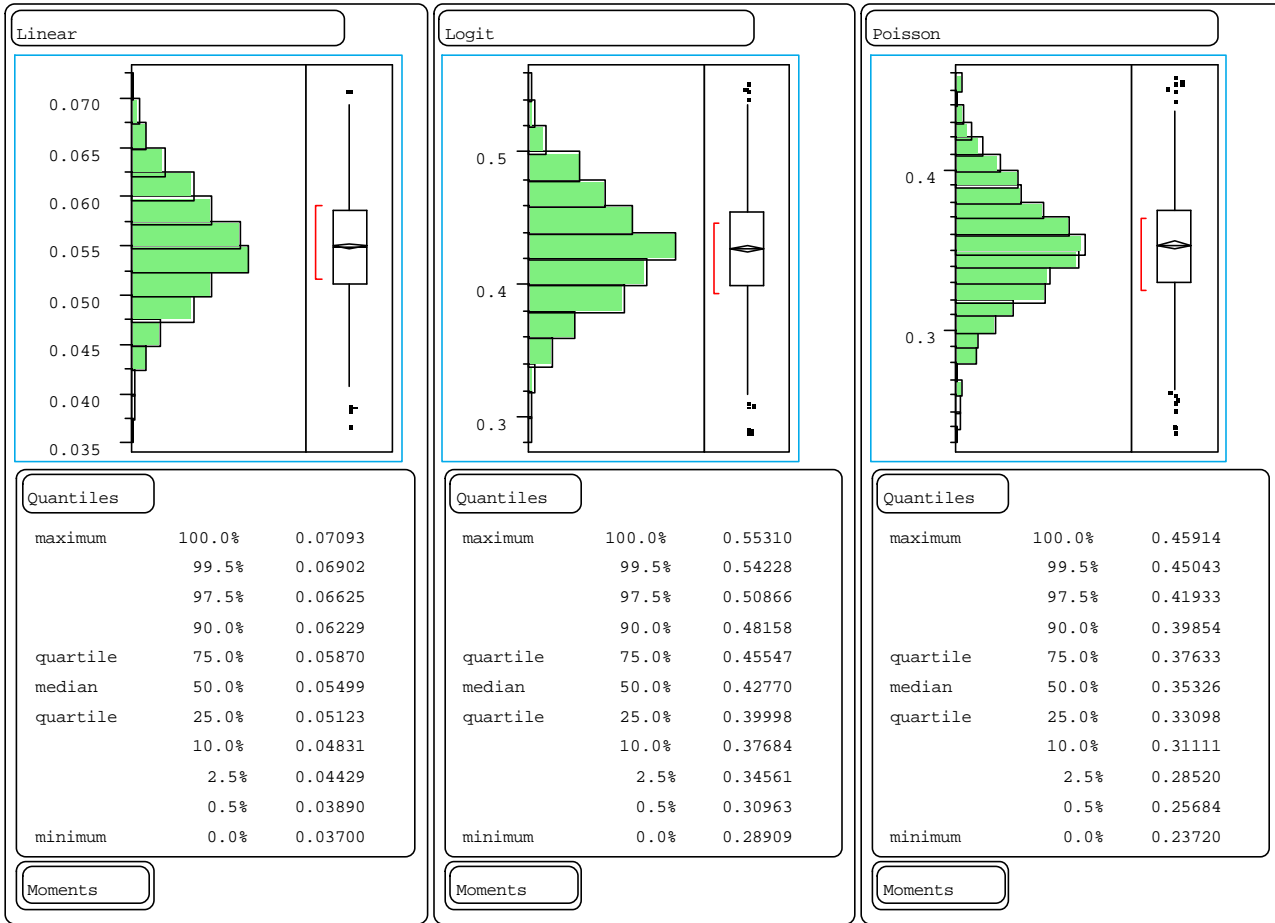 Linear
0.070
0.065
0.060
0.055
0.050
0.045
0.040
0.035
Quantiles
maximum 100.0% 0.07093
99.5% 0.06902
97.5% 0.06625
90.0% 0.06229
quartile 75.0% 0.05870
median 50.0% 0.05499
quartile 25.0% 0.05123
10.0% 0.04831
2.5% 0.04429
0.5% 0.03890
minimum 0.0% 0.03700
Moments
Logit
0.5
0.4
0.3
Quantiles
maximum 100.0% 0.55310
99.5% 0.54228
97.5% 0.50866
90.0% 0.48158
quartile 75.0% 0.45547
median 50.0% 0.42770
quartile 25.0% 0.39998
10.0% 0.37684
2.5% 0.34561
0.5% 0.30963
minimum 0.0% 0.28909
Moments
Poisson
0.4
0.3
Quantiles
maximum 100.0% 0.45914
99.5% 0.45043
97.5% 0.41933
90.0% 0.39854
quartile 75.0% 0.37633
median 50.0% 0.35326
quartile 25.0% 0.33098
10.0% 0.31111
2.5% 0.28520
0.5% 0.25684
minimum 0.0% 0.23720
Moments